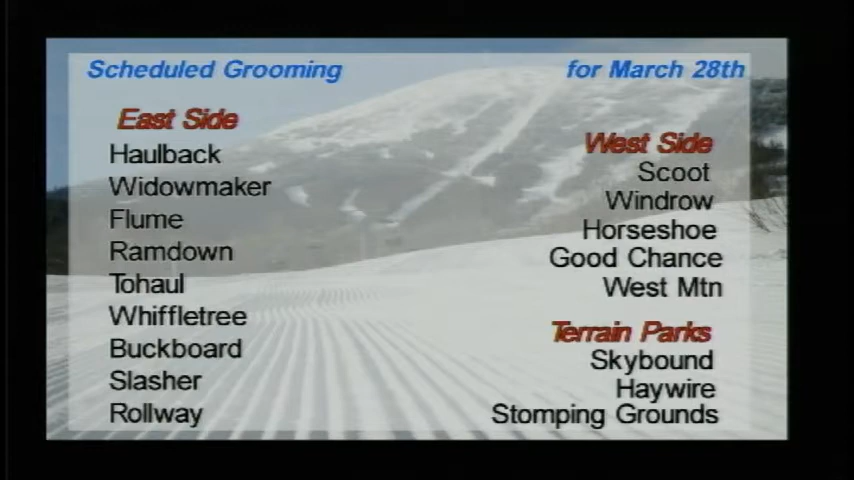 Scheduled Grooming for March 28th
East Side
Haulback
Widowmaker
Flume
Ramdown
Tohaul
Whiffletree
Buckboard
Slasher
Rollway
West Side
Scoot
Windrow
Horseshoe
Good Chance
West Mtn
Terrain Parks
Skybound
Haywire
Stomping Grounds